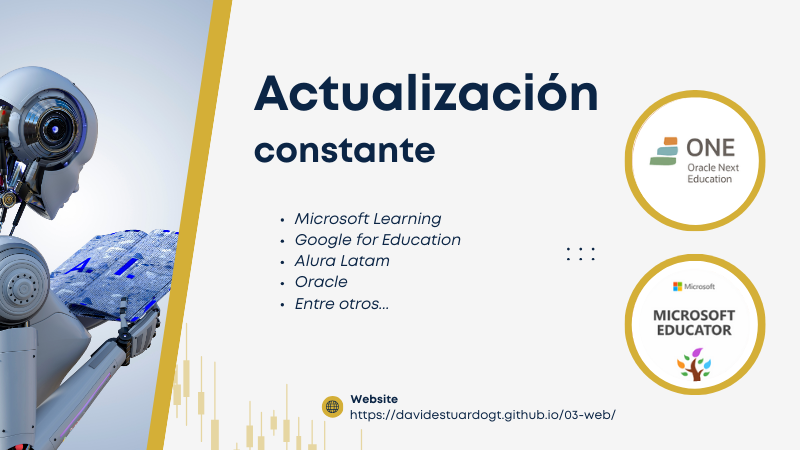 Actualización
constante
• Microsoft Learning
• Google for Education
• Alura Latam
• Oracle
• Entre otros...
ONE
Oracle Next
Education
Microsoft
MICROSOFT
EDUCATOR
A.I.
Website
https://davidestuardogt.github.io/03-web/